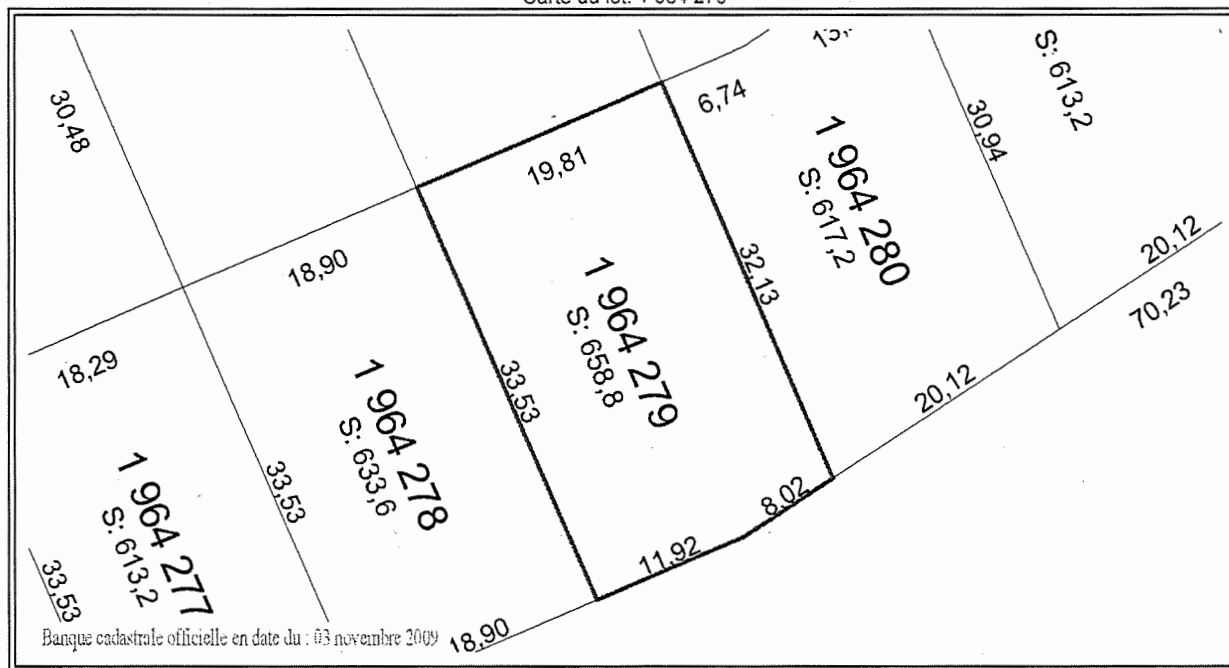 30,48
6,74
30,94
S: 613,2
19,81
1 964 280
S: 617,2
18,90
32,13
20,12
70,23
1 964 279
S: 658,8
18,29
33,53
20,12
1 964 278
S: 633,6
33,53
8,02
1 964 277
S: 613,2
11,92
33,53
18,90
Banque cadastrale officielle en date du : 03 novembre 2009